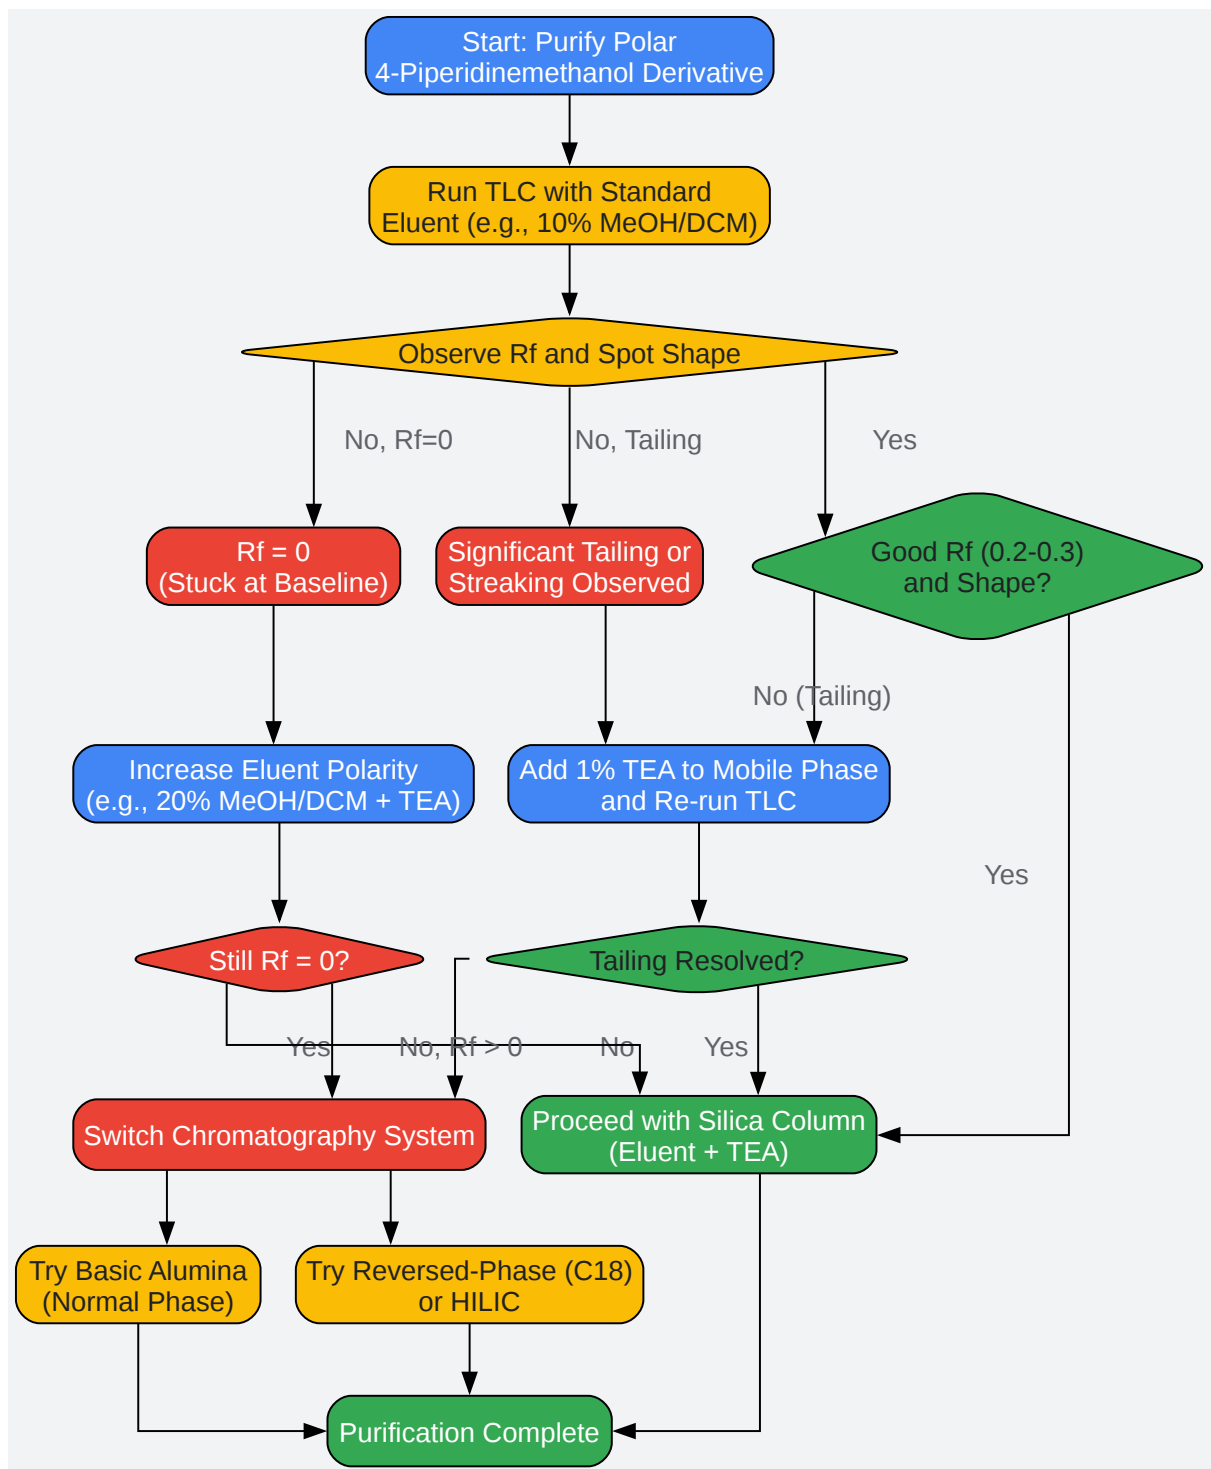 Start: Purify Polar
4-Piperidinemethanol Derivative
Run TLC with Standard
Eluent (e.g., 10% MeOH/DCM)
Observe Rf and Spot Shape
No, Rf=0
No, Tailing
Yes
Rf = 0
(Stuck at Baseline)
Significant Tailing or
Streaking Observed
Good Rf (0.2-0.3)
and Shape?
No (Tailing)
Increase Eluent Polarity
(e.g., 20% MeOH/DCM + TEA)
Add 1% TEA to Mobile Phase
and Re-run TLC
Yes
Still Rf = 0?
Tailing Resolved?
Yes
No, Rf > 0
No
Yes
Switch Chromatography System
Proceed with Silica Column
(Eluent + TEA)
Try Basic Alumina
(Normal Phase)
Try Reversed-Phase (C18)
or HILIC
Purification Complete